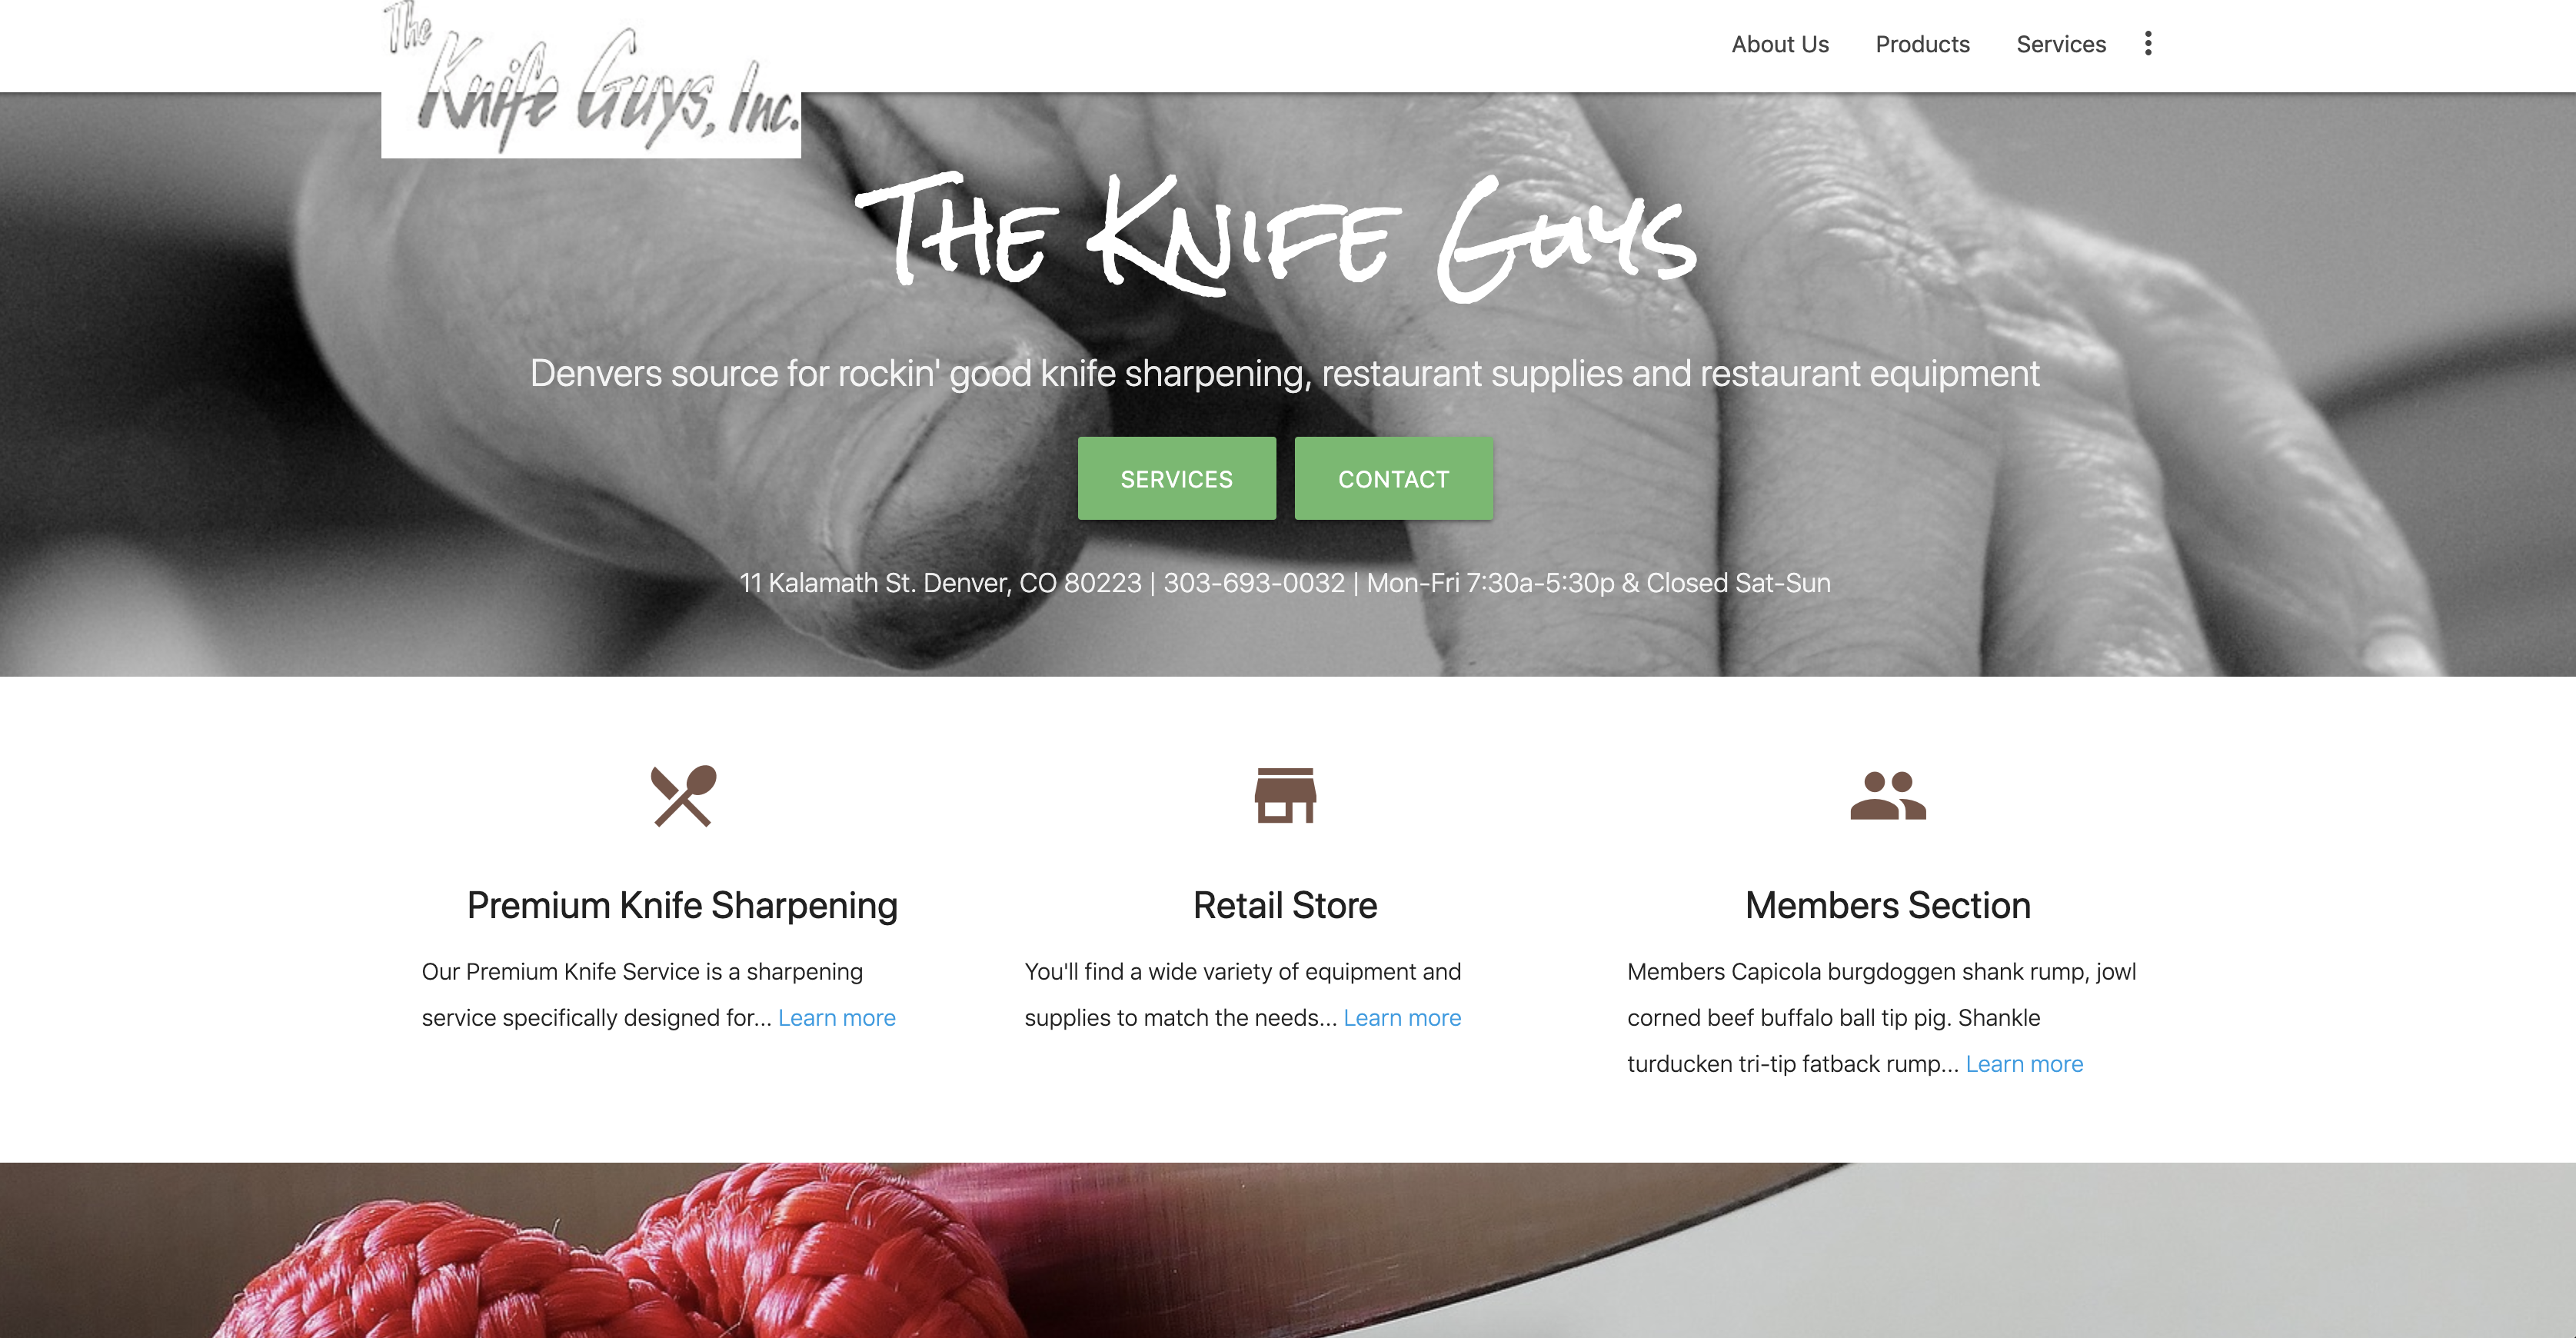 The
Knife Guys, Inc.
About Us Products Services
THE KNIFE GUYS
Denvers source for rockin' good knife sharpening, restaurant supplies and restaurant equipment
SERVICES CONTACT
11 Kalamath St. Denver, CO 80223 | 303-693-0032 | Mon-Fri 7:30a-5:30p & Closed Sat-Sun
Premium Knife Sharpening
Our Premium Knife Service is a sharpening
service specifically designed for... Learn more
Retail Store
You'll find a wide variety of equipment and
supplies to match the needs... Learn more
Members Section
Members Capicola burgdoggen shank rump, jowl
corned beef buffalo ball tip pig. Shankle
turducken tri-tip fatback rump... Learn more